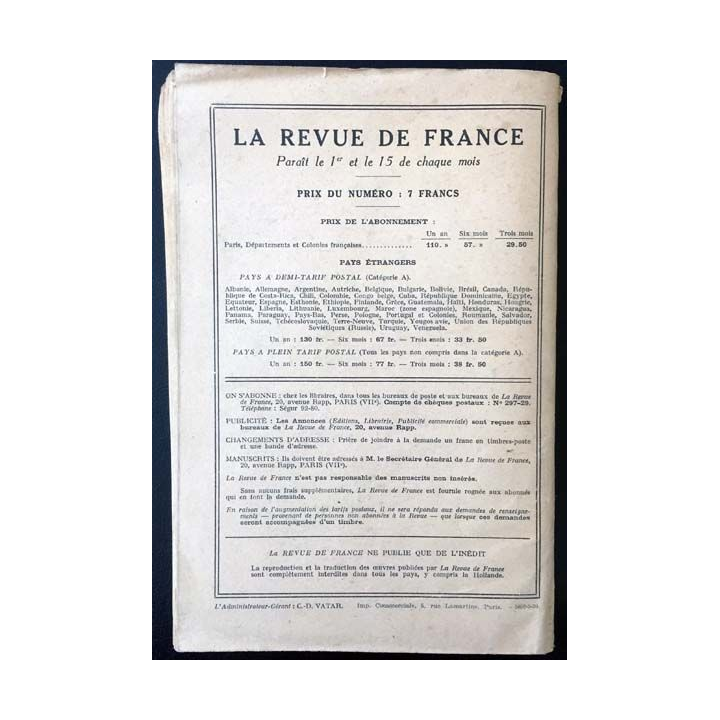 LA REVUE DE FRANCE
Paraît le 1er et le 15 de chaque mois
PRIX DU NUMÉRO : 7 FRANCS
PRIX DE L'ABONNEMENT :
Un an Six mois Trois mois
Paris, Départements et Colonies françaises.............. 110. » 57. » 29.50
PAYS ÉTRANGERS
PAYS A DEMI-TARIF POSTAL (Catégorie A).
Albanie, Allemagne, Argentine, Autriche, Belgique, Bulgarie, Bolivie, Brésil, Canada, Répu-
blique de Costa-Rica, Chili, Colombie, Congo belge, Cuba, République Dominicaine, Egypte,
Equateur, Espagne, Esthonie, Ethiopie, Finlande, Grèce, Guatemala, Haïti, Honduras, Hongrie,
Lettonie, Liberia, Lithuanie, Luxembourg, Maroc (zone espagnole), Mexique, Nicaragua,
Panama, Paraguay, Pays-Bas, Perse, Pologne, Portugal et Colonies, Roumanie, Salvador,
Serbie, Suisse, Tchécoslovaquie, Terre-Neuve, Turquie, Yougoslavie, Union des Républiques
Soviétiques (Russie), Uruguay, Venezuela.
Un an : 130 fr. — Six mois : 67 fr. — Trois mois : 33 fr. 50
PAYS A PLEIN TARIF POSTAL (Tous les pays non compris dans la catégorie A).
Un an : 150 fr. — Six mois : 77 fr. — Trois mois : 38 fr. 50
ON S'ABONNE : chez les libraires, dans tous les bureaux de poste et aux bureaux de La Revue
de France, 20, avenue Rapp, PARIS (VIIe). Compte de chèques postaux : No 297-29.
Téléphone : Ségur 92-80.
PUBLICITÉ : Les Annonces (Editions, Librairie, Publicité commerciale) sont reçues aux
bureaux de La Revue de France, 20, avenue Rapp.
CHANGEMENTS D'ADRESSE : Prière de joindre à la demande un franc en timbres-poste
et une bande d'adresse.
MANUSCRITS : Ils doivent être adressés à M. le Secrétaire Général de La Revue de France,
20, avenue Rapp, PARIS (VIIe).
La Revue de France n'est pas responsable des manuscrits non insérés.
Sans aucuns frais supplémentaires, La Revue de France est fournie rognée aux abonnés
qui en font la demande.
En raison de l'augmentation des tarifs postaux, il ne sera répondu aux demandes de renseigne-
ments — provenant de personnes non abonnées à la Revue — que lorsque ces demandes
seront accompagnées d'un timbre.
La REVUE DE FRANCE NE PUBLIE QUE DE L'INÉDIT
La reproduction et la traduction des œuvres publiées par La Revue de France
sont complètement interdites dans tous les pays, y compris la Hollande.
L'Administrateur-Gérant : C.-D. VATAR. Imp. Commerciale, 5, rue Lamartine, Paris.